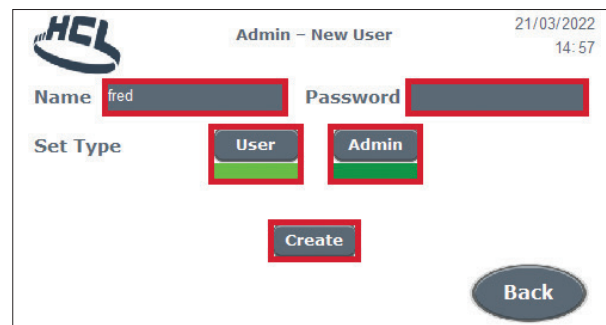 HCL
Admin – New User
21/03/2022
14:57
Name fred Password
Set Type User Admin
Create
Back